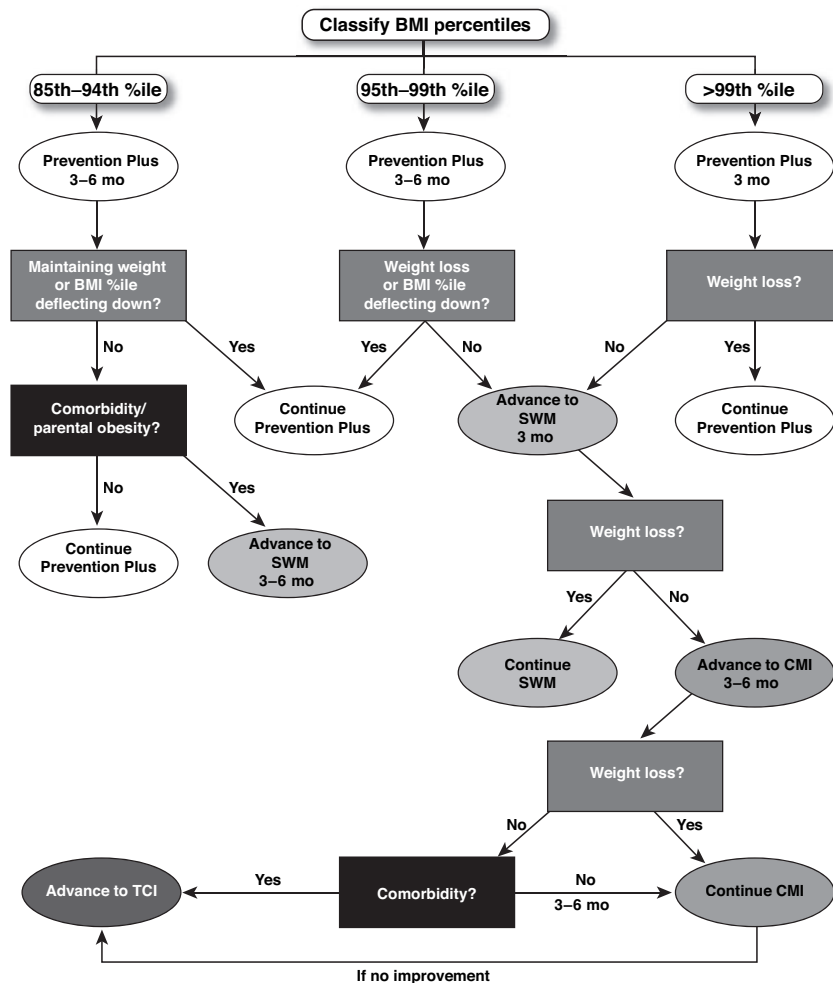 Classify BMI percentiles
85th–94th %ile
95th–99th %ile
>99th %ile
Prevention Plus
3–6 mo
Prevention Plus
3–6 mo
Prevention Plus
3 mo
Maintaining weight
or BMI %ile
deflecting down?
Weight loss
or BMI %ile
deflecting down?
Weight loss?
No
Yes
Yes
No
No
Yes
Comorbidity/
parental obesity?
Continue
Prevention Plus
Advance to
SWM
3 mo
Continue
Prevention Plus
No
Yes
Continue
Prevention Plus
Advance to
SWM
3–6 mo
Weight loss?
Yes
No
Continue
SWM
Advance to CMI
3–6 mo
Weight loss?
No
Yes
Advance to TCI
Yes
Comorbidity?
No
3–6 mo
Continue CMI
If no improvement